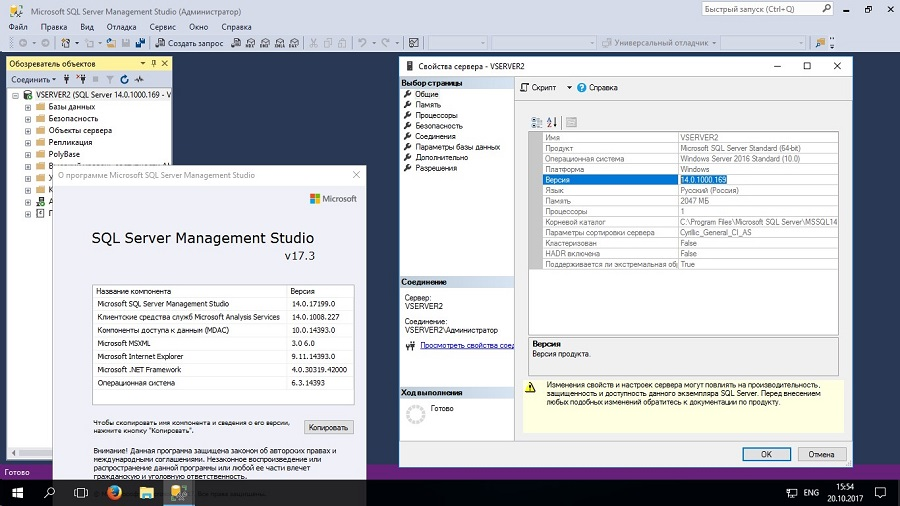 Microsoft SQL Server Management Studio (Администратор)
Быстрый запуск (Ctrl+Q)
Файл Правка Вид Отладка Сервис Окно Справка
Создать запрос
Универсальный отладчик
Обозреватель объектов
Соединить
VSERVER2 (SQL Server 14.0.1000.169 - V
Базы данных
Безопасность
Объекты сервера
Репликация
PolyBase
У
К
А
П
О программе Microsoft SQL Server Management Studio
Microsoft
SQL Server Management Studio
v17.3
Название компонента Версия
Microsoft SQL Server Management Studio 14.0.17199.0
Клиентские средства служб Microsoft Analysis Services 14.0.1008.227
Компоненты доступа к данным (MDAC) 10.0.14393.0
Microsoft MSXML 3.0 6.0
Microsoft Internet Explorer 9.11.14393.0
Microsoft .NET Framework 4.0.30319.42000
Операционная система 6.3.14393
Чтобы скопировать имя компонента и сведения о его версии,
нажмите кнопку "Копировать".
Копировать
Внимание! Данная программа защищена законом об авторских правах и
международными соглашениями. Незаконное воспроизведение или
распространение данной программы или любой ее части влечет
гражданскую и уголовную ответственность.
Свойства сервера - VSERVER2
Выбор страницы
Общие
Память
Процессоры
Безопасность
Соединения
Параметры базы данных
Дополнительно
Разрешения
Скрипт Справка
Имя VSERVER2
Продукт Microsoft SQL Server Standard (64-bit)
Операционная система Windows Server 2016 Standard (10.0)
Платформа Windows
Версия 14.0.1000.169
Язык Русский (Россия)
Память 2047 МБ
Процессоры 1
Корневой каталог C:\Program Files\Microsoft SQL Server\MSSQL14
Параметры сортировки сервера Cyrillic_General_CI_AS
Кластеризован False
HADR включена False
Поддерживается ли экстремальная об True
Соединение
Сервер:
VSERVER2
Соединение:
VSERVER2\Администратор
Просмотреть свойства соед
Версия
Версия продукта.
Ход выполнения
Готово
Изменения свойств и настроек сервера могут повлиять на производительность,
защищенность и доступность данного экземпляра SQL Server. Перед внесением
любых подобных изменений обратитесь к документации по продукту.
OK Отмена
Готово
ENG
15:54
20.10.2017